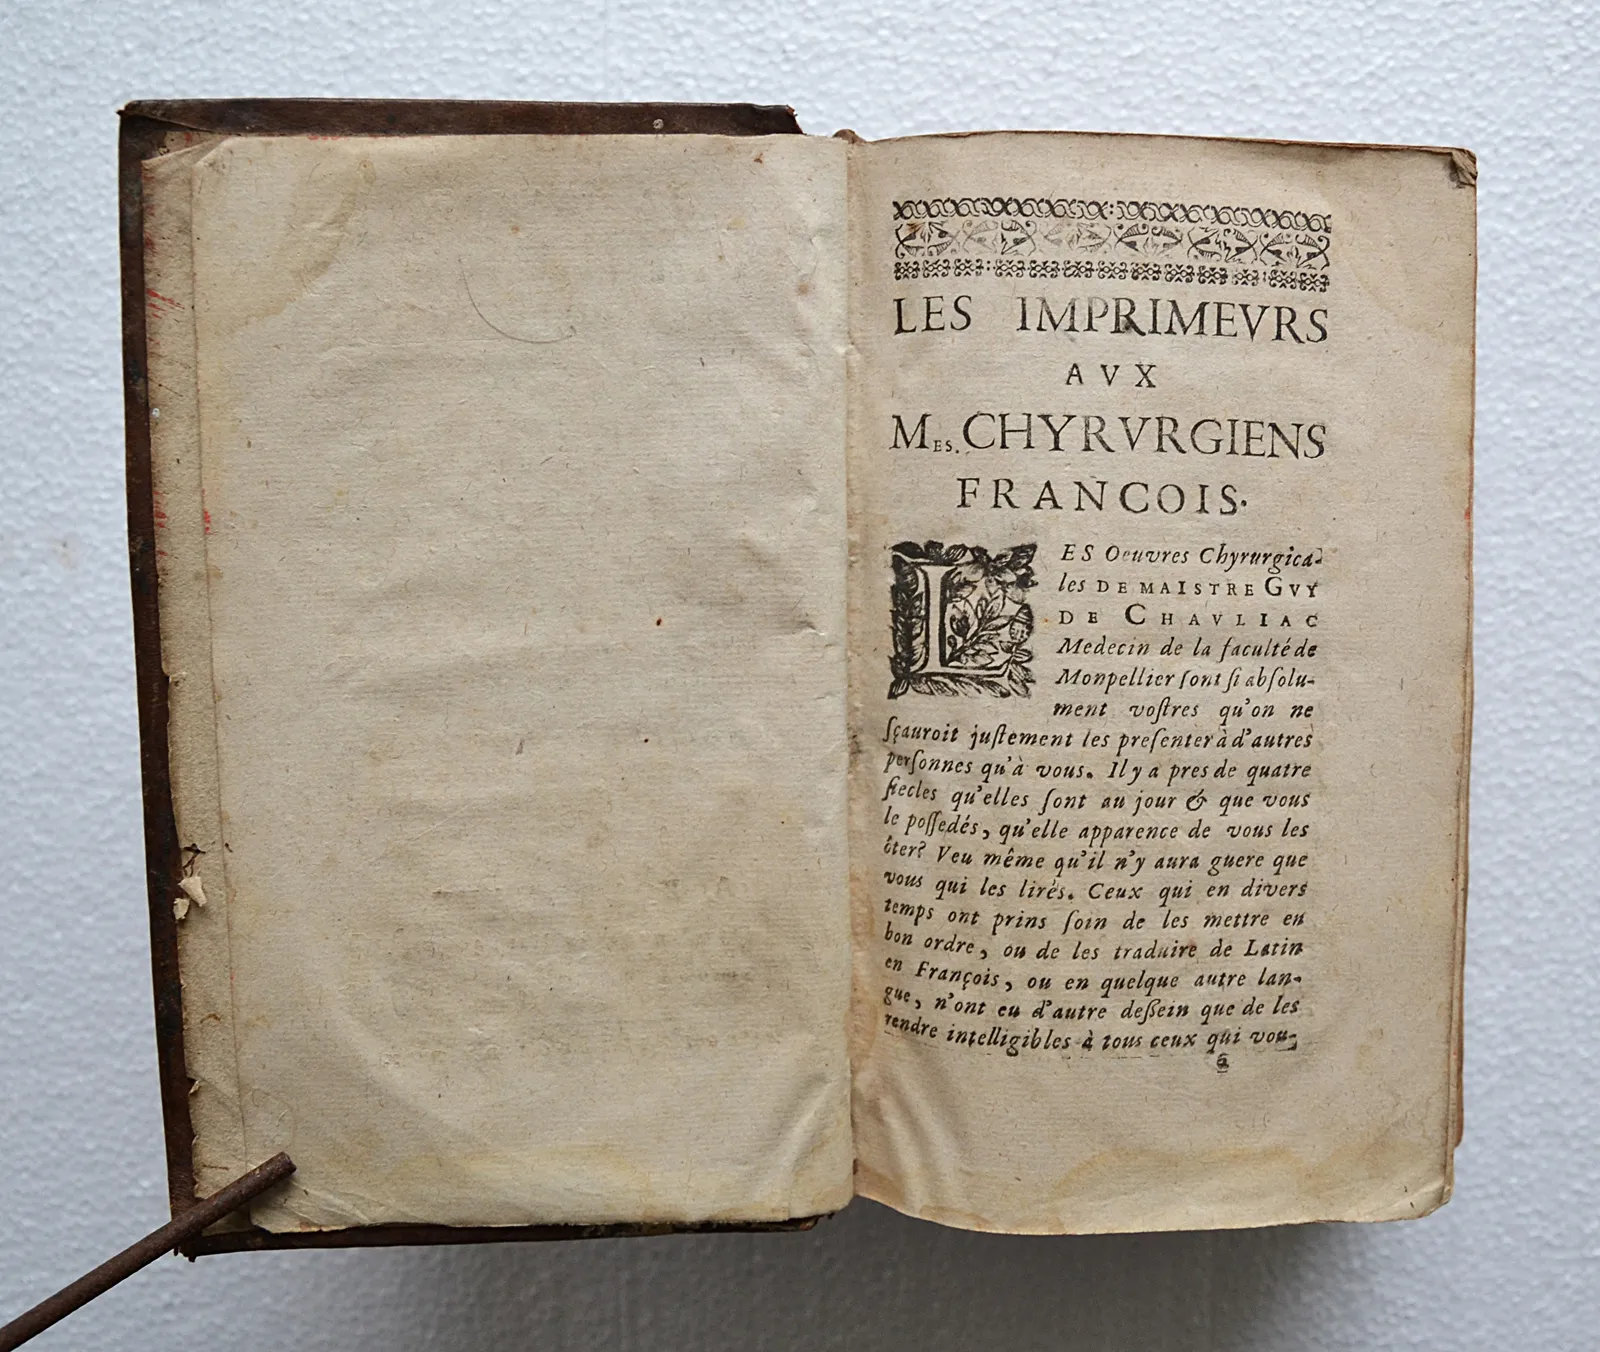 LES IMPRIMEVRS
AVX
MES. CHYRVRGIENS
FRANCOIS.
LES Oeuvres Chyrurgica-
les DE MAISTRE GVY
DE CHAVLIAC
Medecin de la faculté de
Monpellier ſont ſi abſolu-
ment voſtres qu'on ne
ſçauroit juſtement les preſenter à d'autres
perſonnes qu'à vous. Il y a pres de quatre
ſiecles qu'elles ſont au jour & que vous
le poſſedés, qu'elle apparence de vous les
ôter? Veu même qu'il n'y aura guere que
vous qui les lirés. Ceux qui en divers
temps ont prins ſoin de les mettre en
bon ordre, ou de les traduire de Latin
en François, ou en quelque autre lan-
gue, n'ont eu d'autre deſſein que de les
rendre intelligibles à tous ceux qui vou-